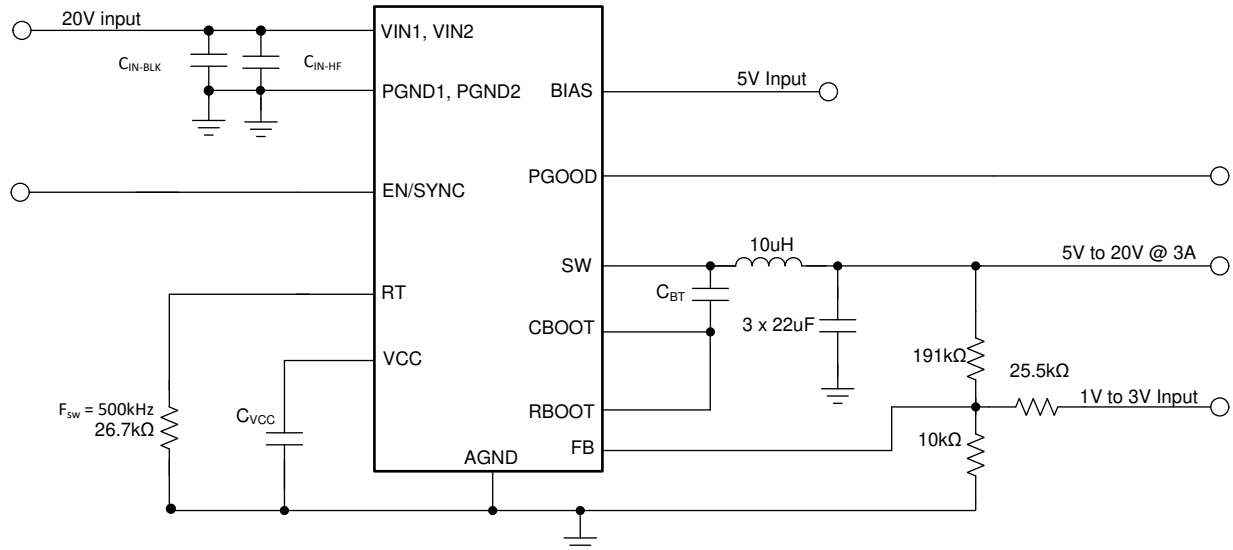 20V input
VIN1, VIN2
CIN-BLK
CIN-HF
PGND1, PGND2
BIAS
5V Input
PGOOD
EN/SYNC
10uH
SW
5V to 20V @ 3A
RT
CBT
CBOOT
3 x 22uF
VCC
191kΩ
25.5kΩ
1V to 3V Input
Fsw = 500kHz
26.7kΩ
CVCC
RBOOT
FB
10kΩ
AGND